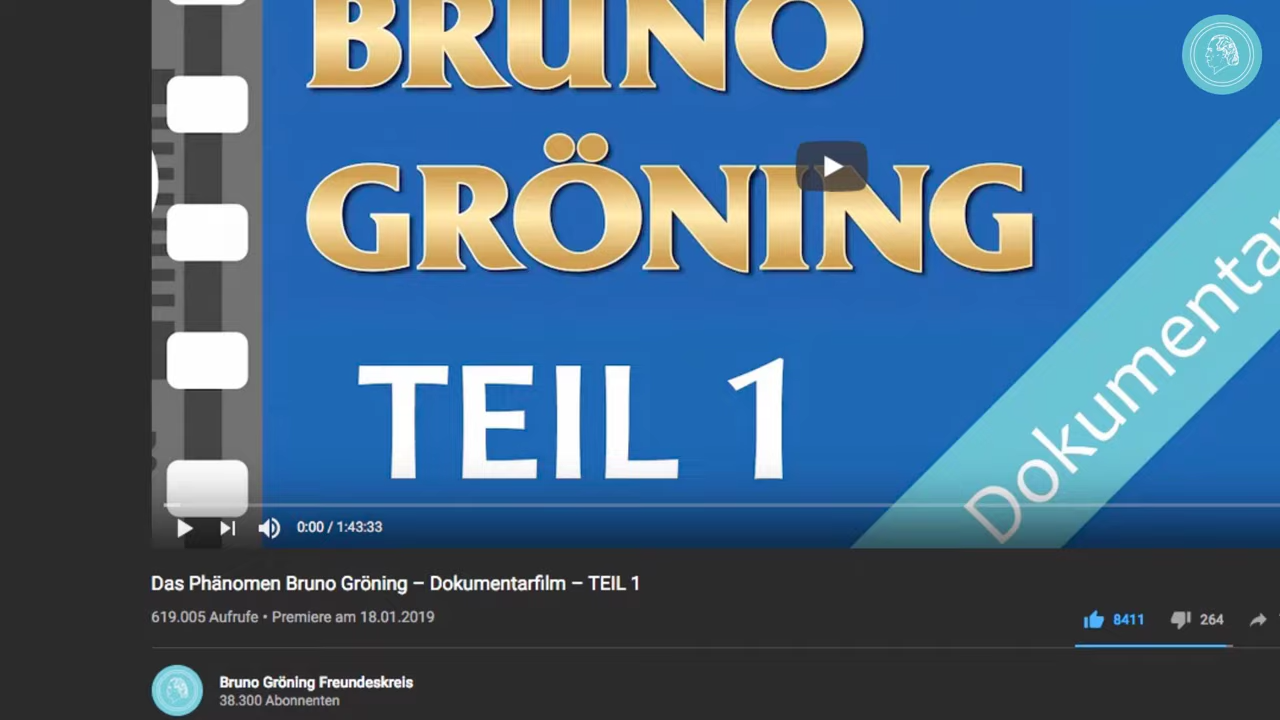 BRUNO
GRÖNING
TEIL 1
0:00 / 1:43:33
Das Phänomen Bruno Gröning – Dokumentarfilm – TEIL 1
619.005 Aufrufe • Premiere am 18.01.2019
8411 264
Bruno Gröning Freundeskreis
38.300 Abonnenten